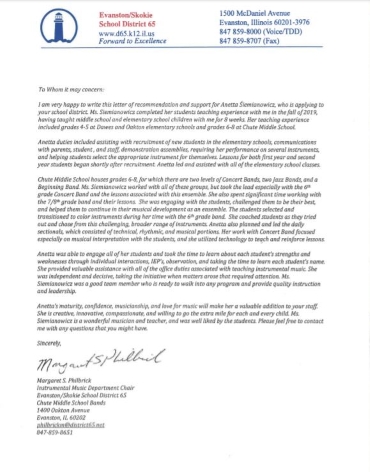 Evanston/Skokie
School District 65
www.d65.k12.il.us
Forward to Excellence
1500 McDaniel Avenue
Evanston, Illinois 60201-3976
847 859-8000 (Voice/TDD)
847 859-8707 (Fax)
To Whom it may concern:
I am very happy to write this letter of recommendation and support for Anetta Siemianowicz, who is applying to
your school district. Ms. Siemianowicz completed her student teaching experience with me in the fall of 2019,
having taught middle school and elementary school children with me for 8 weeks. Her teaching experience
included grades 4-5 at Dawes and Oakton elementary schools and grades 6-8 at Chute Middle School.
Anetta duties included assisting with recruitment of new students in the elementary schools, communications
with parents, student, and staff, demonstration assemblies, requiring her performance on several instruments,
and helping students select the appropriate instrument for themselves. Lessons for both first year and second
year students began shortly after recruitment. Anetta led and assisted with all of the elementary school classes.
Chute Middle School houses grades 6-8, for which there are two levels of Concert Bands, two Jazz Bands, and a
Beginning Band. Ms. Siemianowicz worked with all of these groups, but took the lead especially with the 6th
grade Concert Band and the lessons associated with this ensemble. She also spent significant time working with
the 7/8th grade band and their lessons. She was engaging with the students, challenged them to be their best,
and helped them to continue in their musical development as an ensemble. The students selected and
transitioned to color instruments during her time with the 6th grade band. She coached students as they tried
out and chose from this challenging, broader range of instruments. Anetta also planned and led the daily
sectionals, which consisted of technical, rhythmic, and musical portions. Her work with Concert Band focused
especially on musical interpretation with the students, and she utilized technology to teach and reinforce lessons.
Anetta was able to engage all of her students and took the time to learn about each student's strengths and
weaknesses through individual interactions, IEP's, observation, and taking the time to learn each student's name.
She provided valuable assistance with all of the office duties associated with teaching instrumental music. She
was independent and decisive, taking the initiative when matters arose that required attention. Ms.
Siemianowicz was a good team member who is ready to walk into any program and provide quality instruction
and leadership.
Anetta's maturity, confidence, musicianship, and love for music will make her a valuable addition to your staff.
She is creative, innovative, compassionate, and willing to go the extra mile for each and every child. Ms.
Siemianowicz is a wonderful musician and teacher, and was well liked by the students. Please feel free to contact
me with any questions that you might have.
Sincerely,
Margaret S Philbrick
Margaret S. Philbrick
Instrumental Music Department Chair
Evanston/Skokie School District 65
Chute Middle School Bands
1400 Oakton Avenue
Evanston, IL 60202
philbrickm@district65.net
847-859-8651